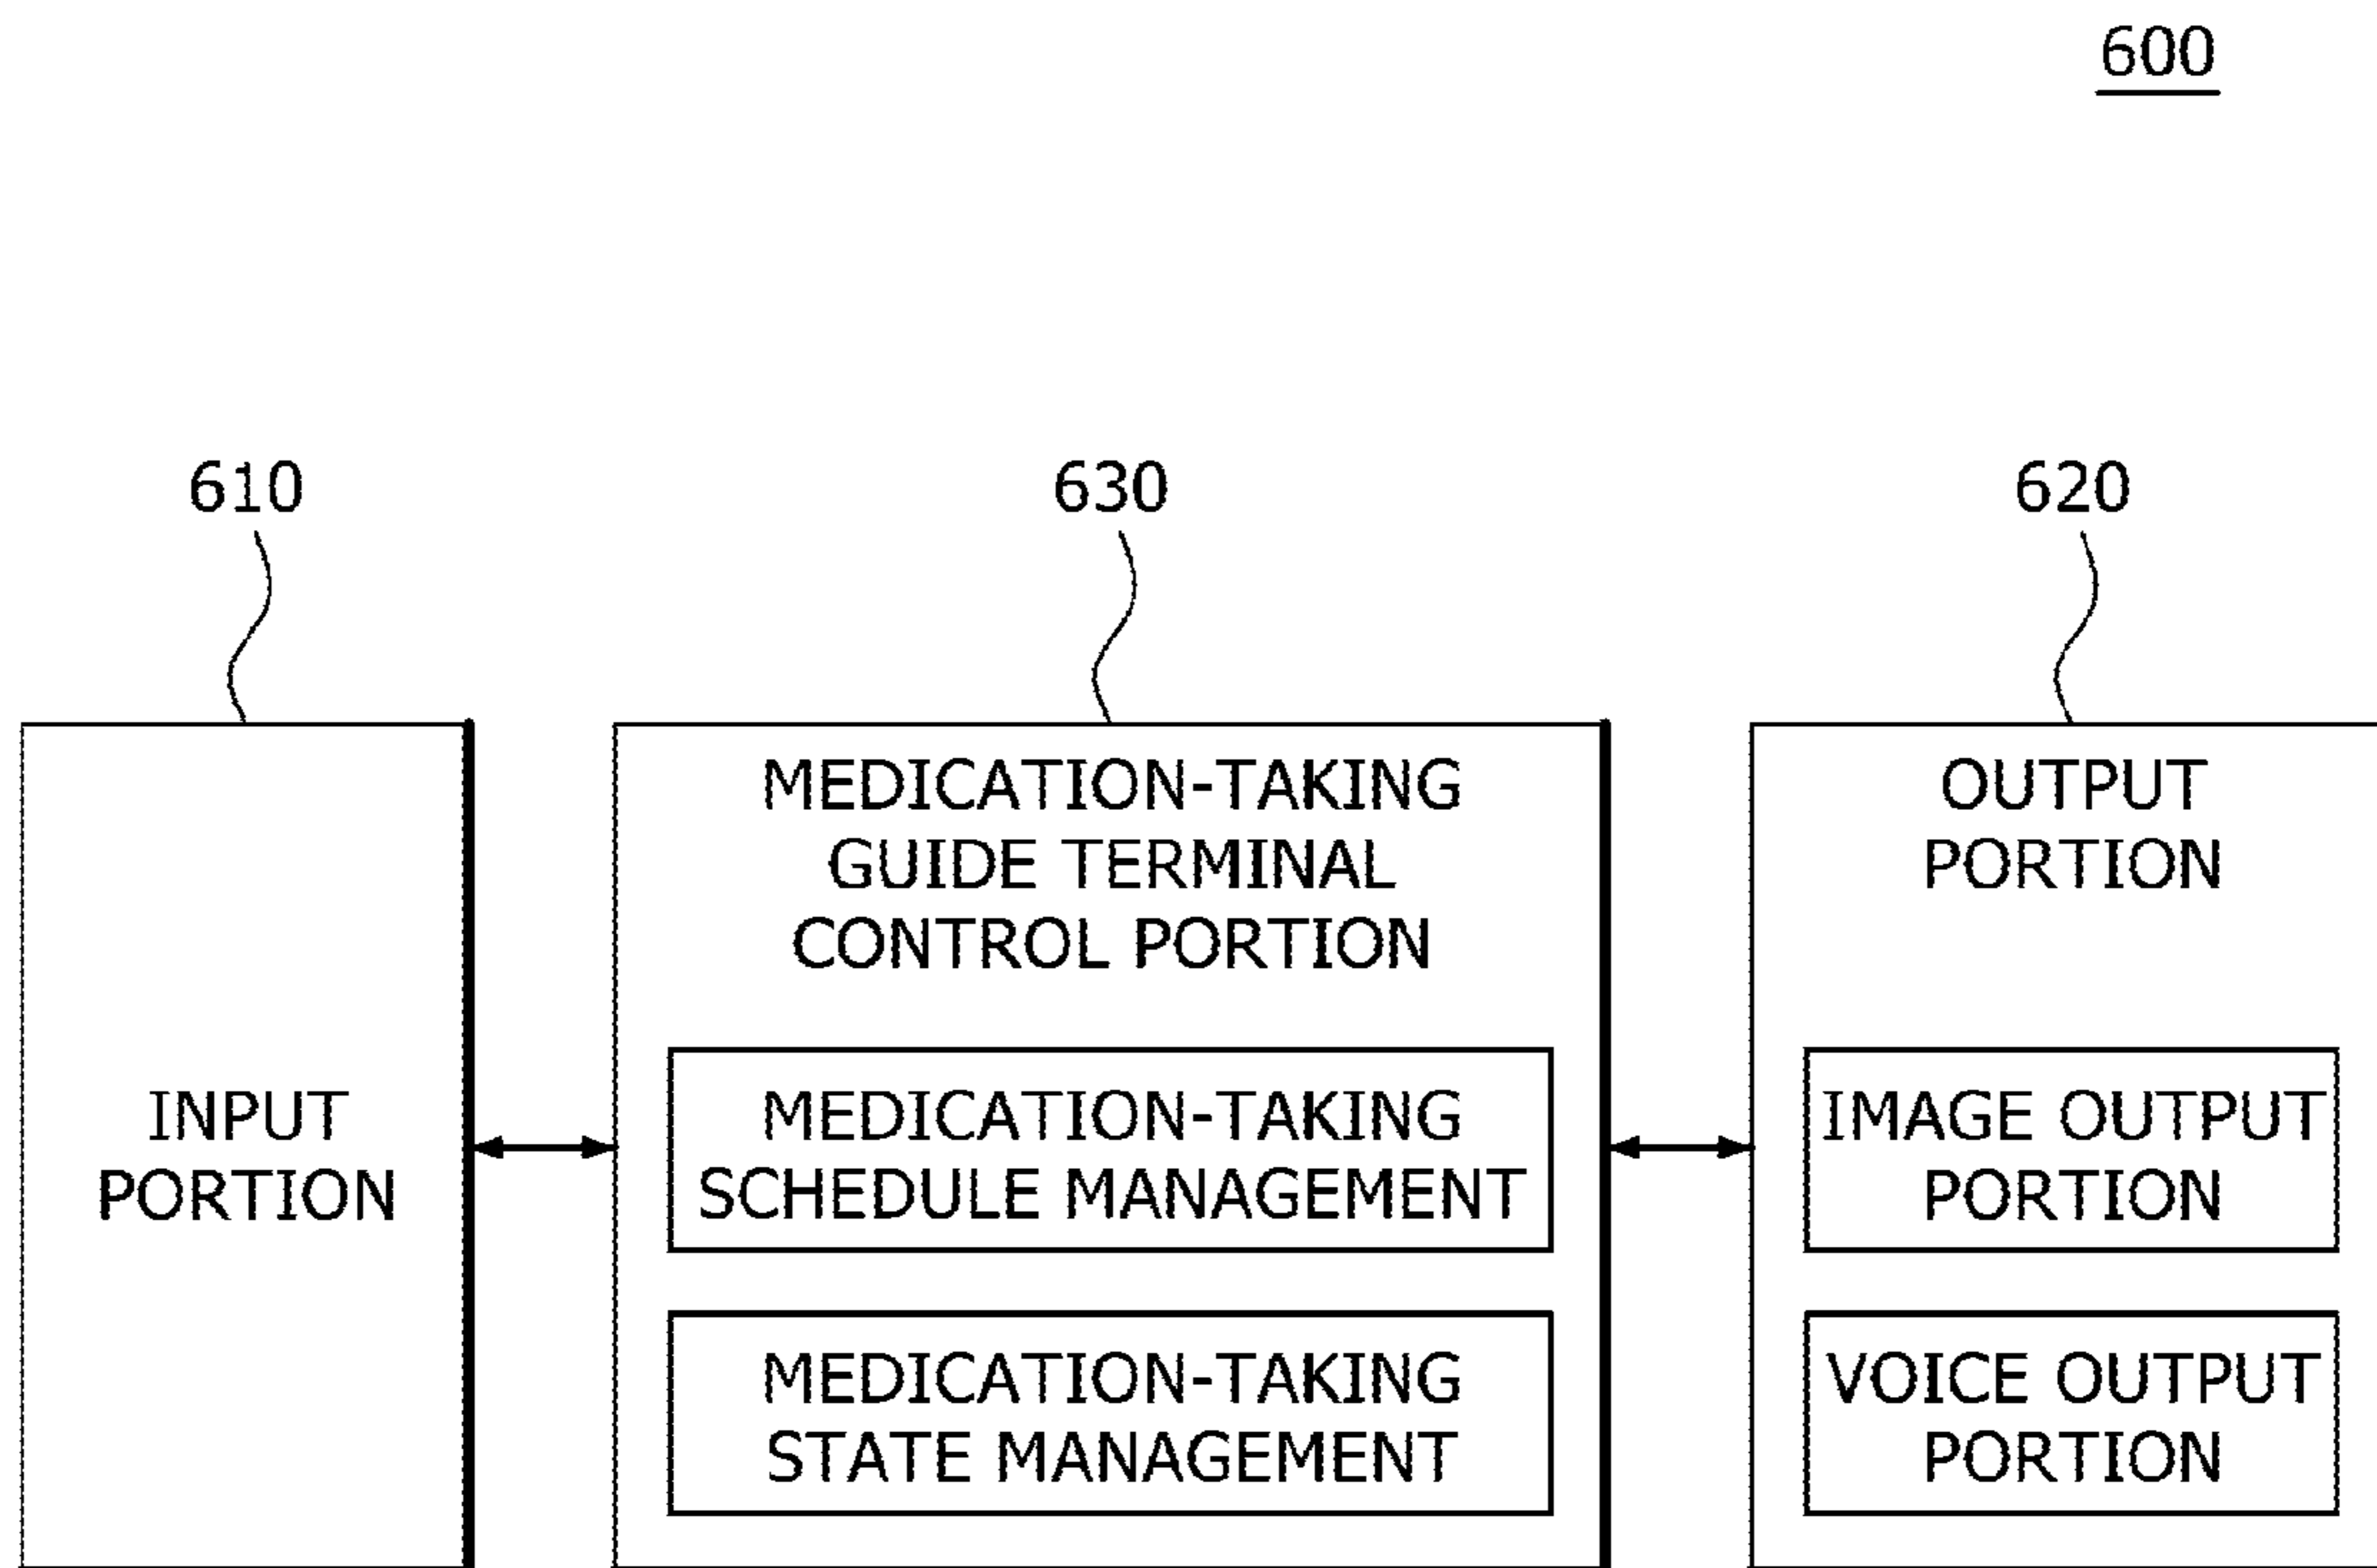 600
610
630
620
INPUT
PORTION
MEDICATION-TAKING
GUIDE TERMINAL
CONTROL PORTION
MEDICATION-TAKING
SCHEDULE MANAGEMENT
MEDICATION-TAKING
STATE MANAGEMENT
OUTPUT
PORTION
IMAGE OUTPUT
PORTION
VOICE OUTPUT
PORTION